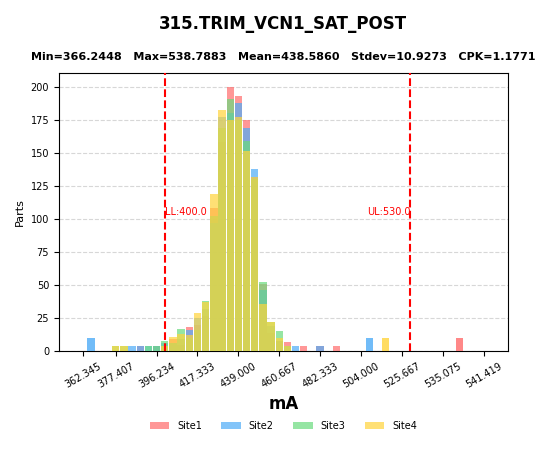 315.TRIM_VCN1_SAT_POST
Min=366.2448 Max=538.7883 Mean=438.5860 Stdev=10.9273 CPK=1.1771
200
175
150
125
100
75
50
25
0
Parts
LL:400.0
UL:530.0
362.345 377.407 396.234 417.333 439.000 460.667 482.333 504.000 525.667 535.075 541.419
mA
Site1 Site2 Site3 Site4